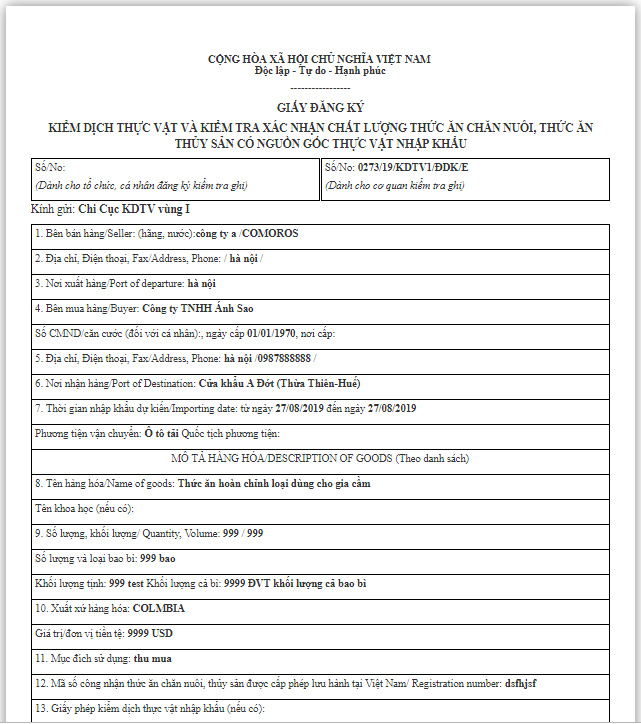 CỘNG HÒA XÃ HỘI CHỦ NGHĨA VIỆT NAM
Độc lập - Tự do - Hạnh phúc
-----------------
GIẤY ĐĂNG KÝ
KIỂM DỊCH THỰC VẬT VÀ KIỂM TRA XÁC NHẬN CHẤT LƯỢNG THỨC ĂN CHĂN NUÔI, THỨC ĂN
THỦY SẢN CÓ NGUỒN GỐC THỰC VẬT NHẬP KHẨU
Số/No:
(Dành cho tổ chức, cá nhân đăng ký kiểm tra ghi)
Số/No: 0273/19/KDTV1/ĐDK/E
(Dành cho cơ quan kiểm tra ghi)
Kính gửi: Chi Cục KDTV vùng I
1. Bên bán hàng/Seller: (hãng, nước):công ty a /COMOROS
2. Địa chỉ, Điện thoại, Fax/Address, Phone: / hà nội /
3. Nơi xuất hàng/Port of departure: hà nội
4. Bên mua hàng/Buyer: Công ty TNHH Ánh Sao
Số CMND/căn cước (đối với cá nhân):, ngày cấp 01/01/1970, nơi cấp:
5. Địa chỉ, Điện thoại, Fax/Address, Phone: hà nội /0987888888 /
6. Nơi nhận hàng/Port of Destination: Cửa khẩu A Đớt (Thừa Thiên-Huế)
7. Thời gian nhập khẩu dự kiến/Importing date: từ ngày 27/08/2019 đến ngày 27/08/2019
Phương tiện vận chuyển: Ô tô tải Quốc tịch phương tiện:
MÔ TẢ HÀNG HÓA/DESCRIPTION OF GOODS (Theo danh sách)
8. Tên hàng hóa/Name of goods: Thức ăn hoàn chỉnh loại dùng cho gia cầm
Tên khoa học (nếu có):
9. Số lượng, khối lượng/ Quantity, Volume: 999 / 999
Số lượng và loại bao bì: 999 bao
Khối lượng tịnh: 999 test Khối lượng cả bì: 9999 ĐVT khối lượng cả bao bì
10. Xuất xứ hàng hóa: COLMBIA
Giá trị/đơn vị tiền tệ: 9999 USD
11. Mục đích sử dụng: thu mua
12. Mã số công nhận thức ăn chăn nuôi, thủy sản được cấp phép lưu hành tại Việt Nam/ Registration number: dsfhjsf
13. Giấy phép kiểm dịch thực vật nhập khẩu (nếu có):